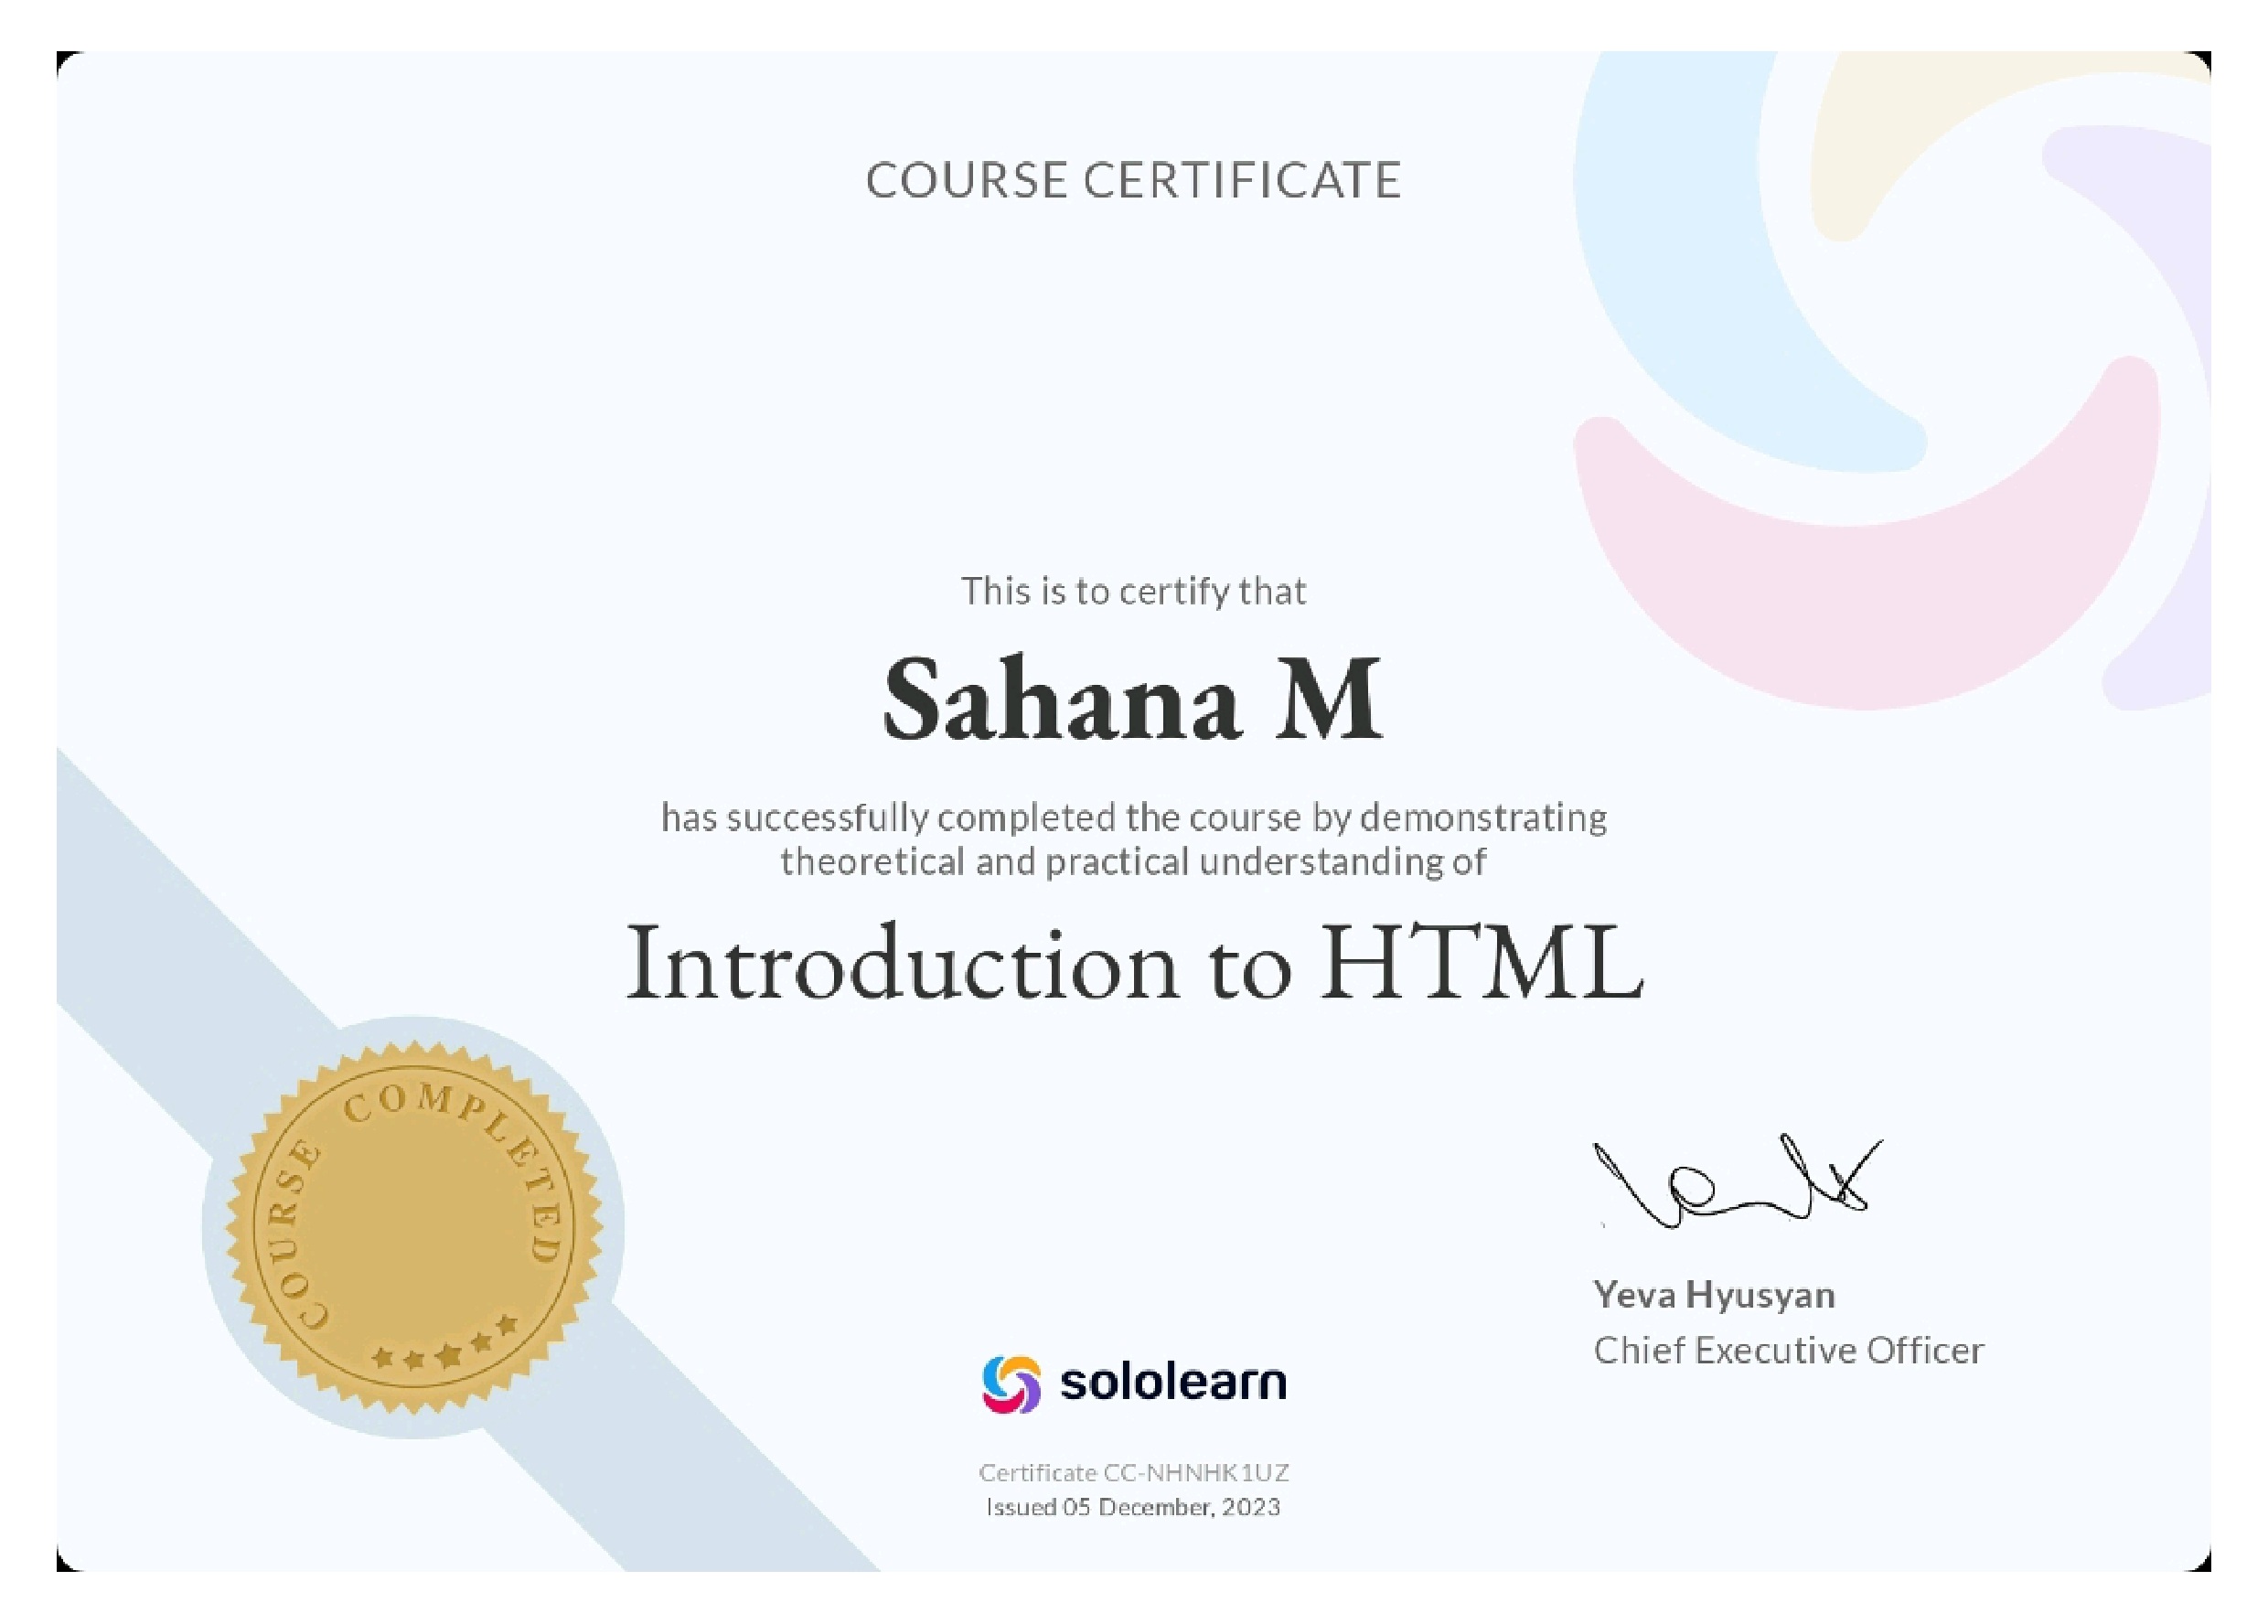 COURSE CERTIFICATE
This is to certify that
Sahana M
has successfully completed the course by demonstrating
theoretical and practical understanding of
Introduction to HTML
COURSE COMPLETED
Yeva Hyusyan
Chief Executive Officer
sololearn
Certificate CC-NHNHK1UZ
Issued 05 December, 2023